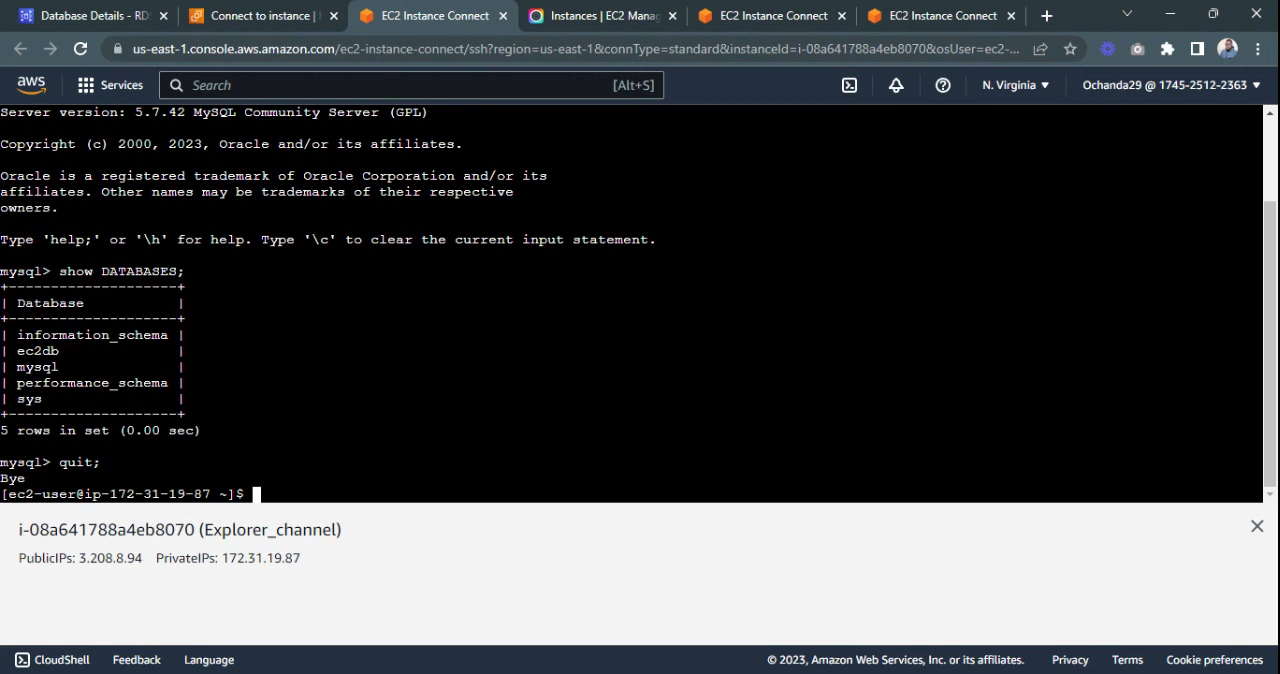 Database Details - RD
Connect to instance |
EC2 Instance Connect
Instances | EC2 Manag
EC2 Instance Connect
EC2 Instance Connect
us-east-1.console.aws.amazon.com/ec2-instance-connect/ssh?region=us-east-1&connType=standard&instanceId=i-08a641788a4eb8070&osUser=ec2-...
aws Services Search [Alt+S] N. Virginia Ochanda29 @ 1745-2512-2363
Server version: 5.7.42 MySQL Community Server (GPL)
Copyright (c) 2000, 2023, Oracle and/or its affiliates.
Oracle is a registered trademark of Oracle Corporation and/or its
affiliates. Other names may be trademarks of their respective
owners.
Type 'help;' or '\h' for help. Type '\c' to clear the current input statement.
mysql> show DATABASES;
+--------------------+
| Database           |
+--------------------+
| information_schema |
| ec2db              |
| mysql              |
| performance_schema |
| sys                |
+--------------------+
5 rows in set (0.00 sec)
mysql> quit;
Bye
[ec2-user@ip-172-31-19-87 ~]$
i-08a641788a4eb8070 (Explorer_channel)
PublicIPs: 3.208.8.94 PrivateIPs: 172.31.19.87
CloudShell Feedback Language © 2023, Amazon Web Services, Inc. or its affiliates. Privacy Terms Cookie preferences